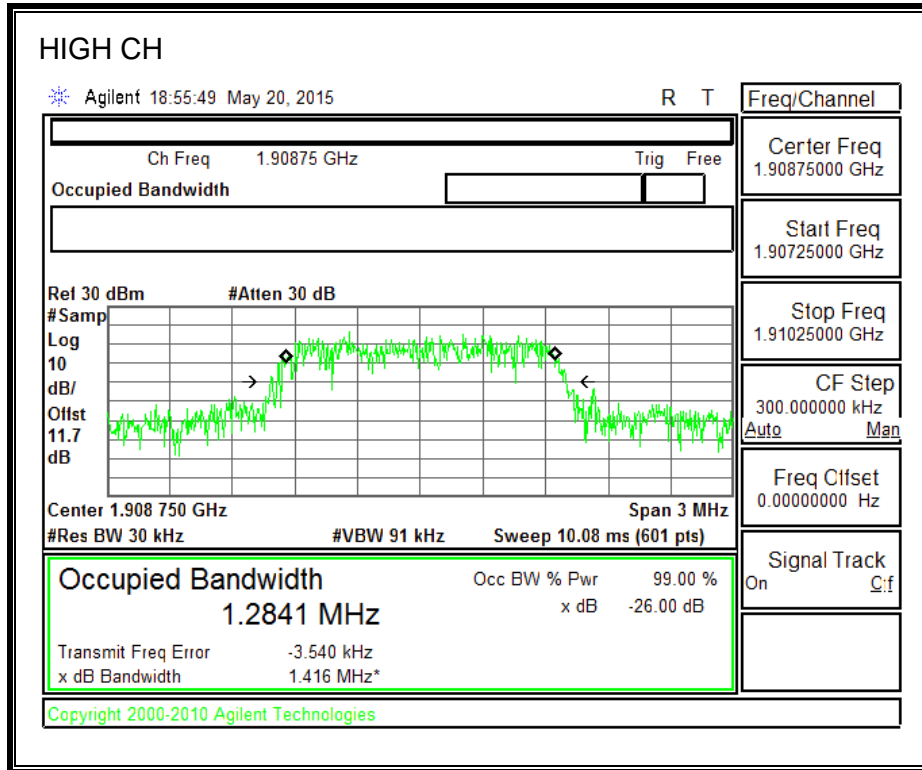 HIGH CH
Agilent 18:55:49 May 20, 2015 R T
Freq/Channel
Ch Freq 1.90875 GHz Trig Free
Occupied Bandwidth
Center Freq
1.90875000 GHz
Start Freq
1.90725000 GHz
Stop Freq
1.91025000 GHz
CF Step
300.000000 kHz
Auto Man
Freq Offset
0.00000000 Hz
Signal Track
On Off
Ref 30 dBm #Atten 30 dB
#Samp
Log
10
dB/
Offst
11.7
dB
Center 1.908 750 GHz Span 3 MHz
#Res BW 30 kHz #VBW 91 kHz Sweep 10.08 ms (601 pts)
Occupied Bandwidth Occ BW % Pwr 99.00 %
1.2841 MHz x dB -26.00 dB
Transmit Freq Error -3.540 kHz
x dB Bandwidth 1.416 MHz*
Copyright 2000-2010 Agilent Technologies